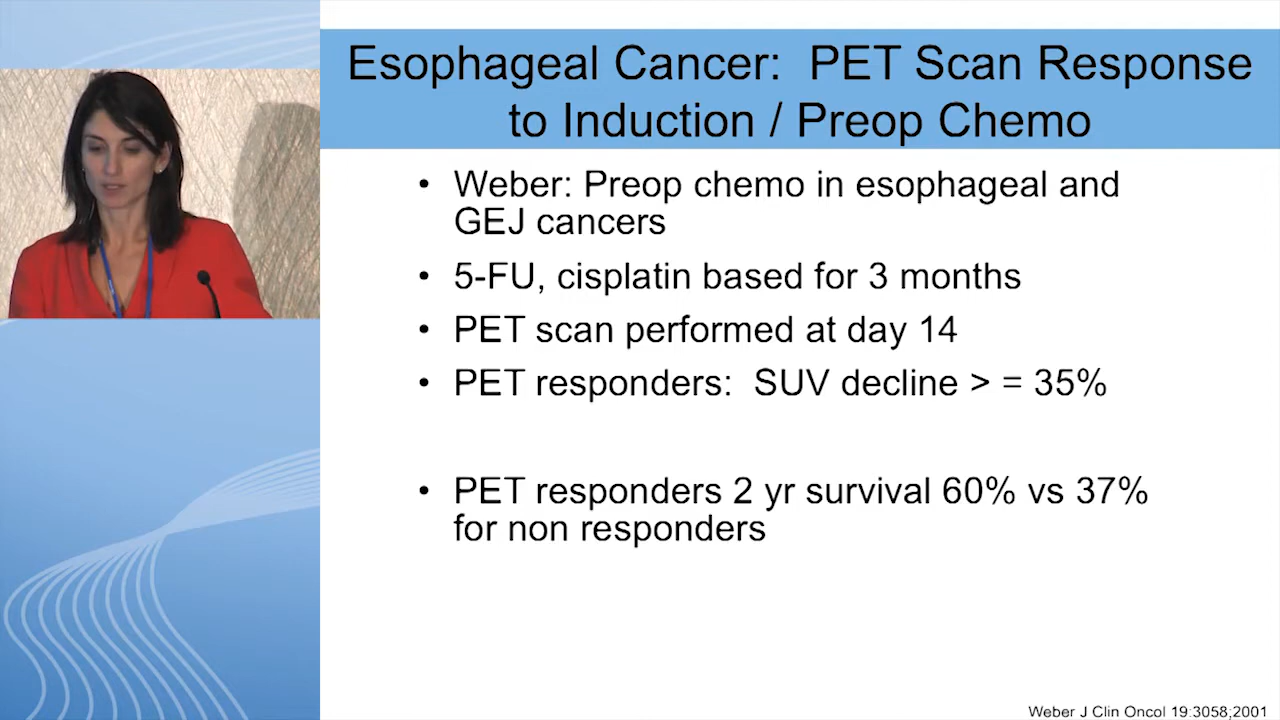 Esophageal Cancer: PET Scan Response
to Induction / Preop Chemo
• Weber: Preop chemo in esophageal and
GEJ cancers
• 5-FU, cisplatin based for 3 months
• PET scan performed at day 14
• PET responders: SUV decline > = 35%
• PET responders 2 yr survival 60% vs 37%
for non responders
Weber J Clin Oncol 19:3058;2001